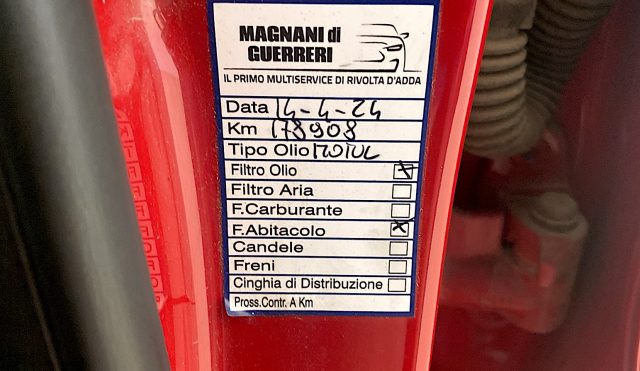 MAGNANI di
GUERRERI
IL PRIMO MULTISERVICE DI RIVOLTA D'ADDA
Data 14-4-24
Km 178908
Tipo Olio MOTUL
Filtro Olio X
Filtro Aria
F.Carburante
F.Abitacolo X
Candele
Freni
Cinghia di Distribuzione
Pross.Contr. A Km